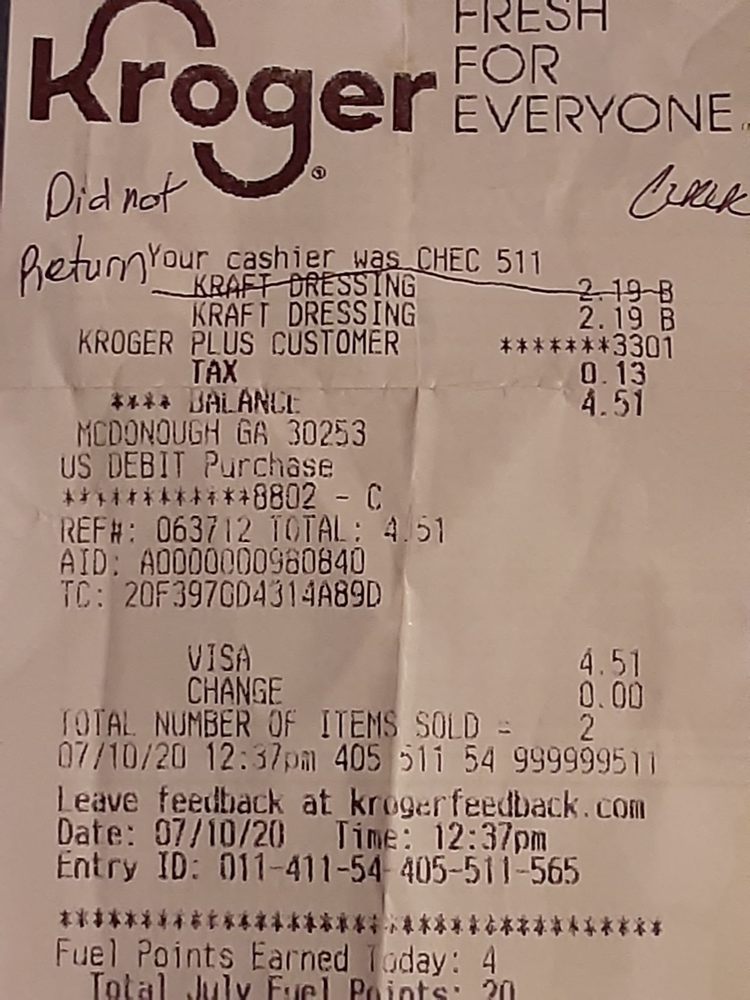 Kroger
FRESH
FOR
EVERYONE
Did not
Return
Your cashier was CHEC 511
KRAFT DRESSING 2.19 B
KRAFT DRESSING 2.19 B
KROGER PLUS CUSTOMER *******3301
TAX 0.13
**** BALANCE 4.51
MCDONOUGH GA 30253
US DEBIT Purchase
************8802 - C
REF#: 063712 TOTAL: 4.51
AID: A0000000980840
TC: 20F397GD4314A89D
VISA 4.51
CHANGE 0.00
TOTAL NUMBER OF ITEMS SOLD = 2
07/10/20 12:37pm 405 511 54 999999511
Leave feedback at krogerfeedback.com
Date: 07/10/20 Time: 12:37pm
Entry ID: 011-411-54-405-511-565
**************************************
Fuel Points Earned Today: 4
Total July Fuel Points: 20